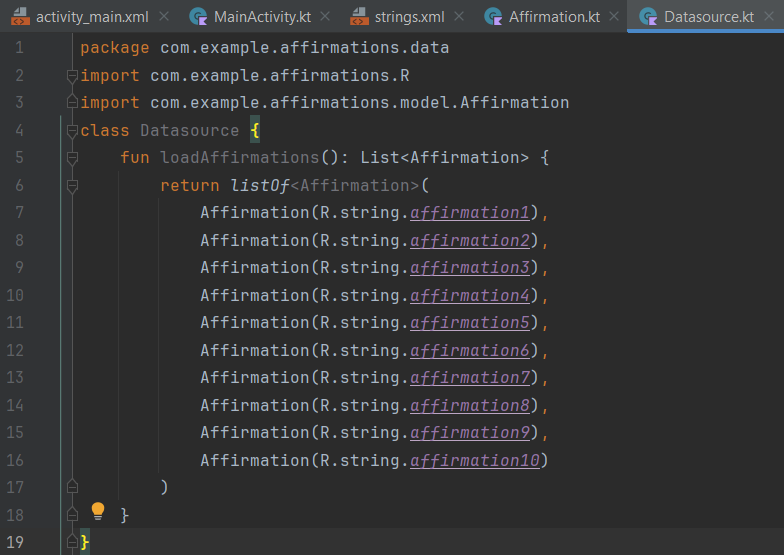 activity_main.xml MainActivity.kt strings.xml Affirmation.kt Datasource.kt
1 package com.example.affirmations.data
2 import com.example.affirmations.R
3 import com.example.affirmations.model.Affirmation
4 class Datasource {
5     fun loadAffirmations(): List<Affirmation> {
6         return listOf<Affirmation>(
7             Affirmation(R.string.affirmation1),
8             Affirmation(R.string.affirmation2),
9             Affirmation(R.string.affirmation3),
10             Affirmation(R.string.affirmation4),
11             Affirmation(R.string.affirmation5),
12             Affirmation(R.string.affirmation6),
13             Affirmation(R.string.affirmation7),
14             Affirmation(R.string.affirmation8),
15             Affirmation(R.string.affirmation9),
16             Affirmation(R.string.affirmation10)
17         )
18     }
19 }